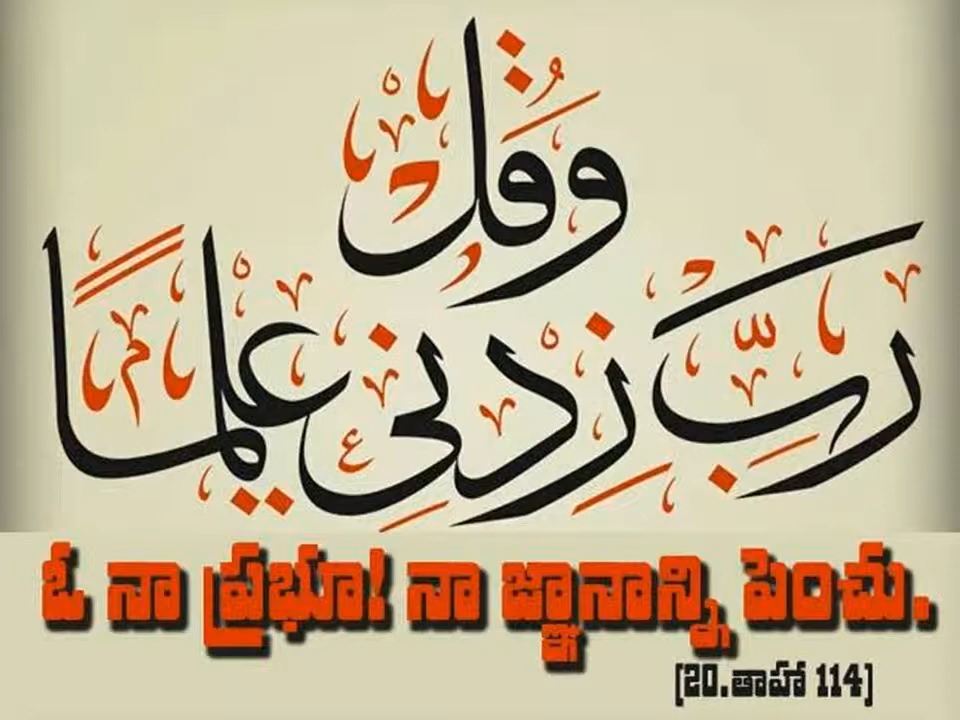 وَقُل
رَبِّ زِدْنِي عِلْمًا
ఓ నా ప్రభూ! నా జ్ఞానాన్ని పెంచు.
[20.తాహా 114]